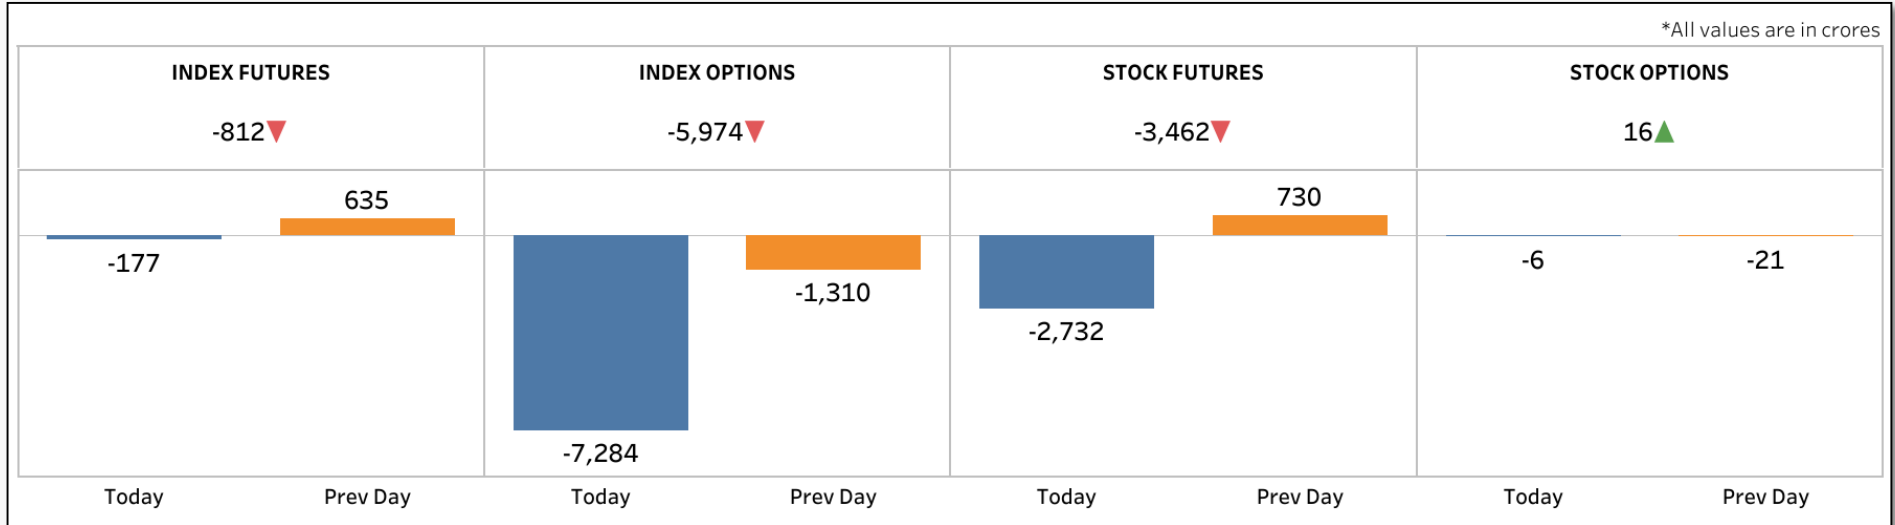 *All values are in crores
INDEX FUTURES
-812▼
INDEX OPTIONS
-5,974▼
STOCK FUTURES
-3,462▼
STOCK OPTIONS
16▲
-177
635
-7,284
-1,310
-2,732
730
-6
-21
Today
Prev Day
Today
Prev Day
Today
Prev Day
Today
Prev Day